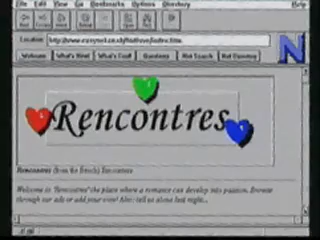 File Edit View Go Bookmarks Options Directory Help
Location:
Welcome What's New! What's Cool! Questions Net Search Net Directory
N
Rencontres
Rencontres (from the French) Encounters
Welcome to 'Rencontres' the place where a romance can develop into passion. Browse
through our ads or add your own! Also: tell us about last night...